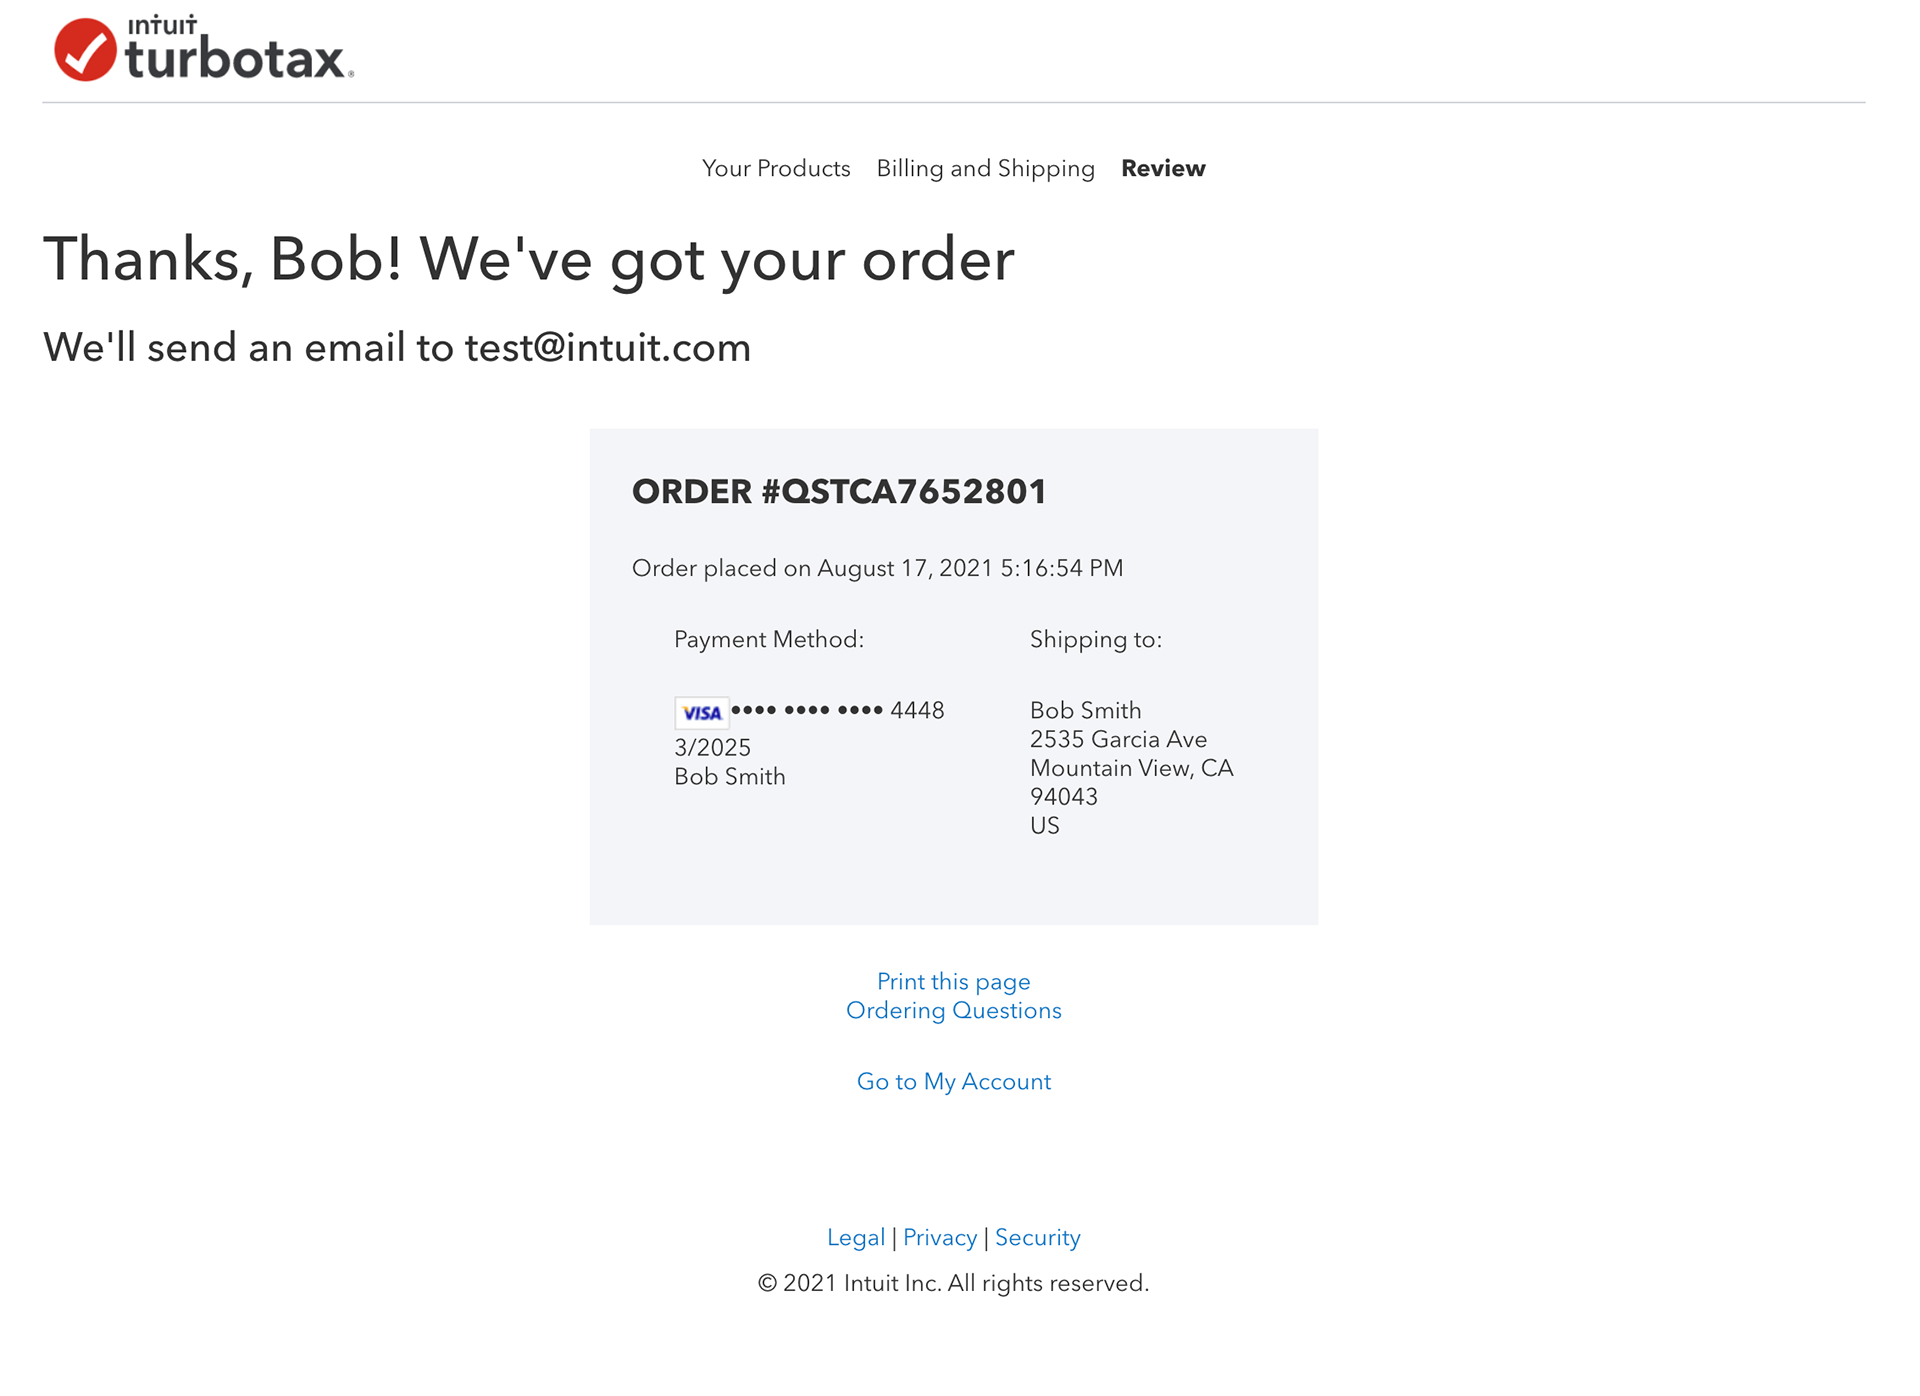 intuit
turbotax®
Your Products Billing and Shipping Review
Thanks, Bob! We've got your order
We'll send an email to test@intuit.com
ORDER #QSTCA7652801
Order placed on August 17, 2021 5:16:54 PM
Payment Method:
VISA •••• •••• •••• 4448
3/2025
Bob Smith
Shipping to:
Bob Smith
2535 Garcia Ave
Mountain View, CA
94043
US
Print this page
Ordering Questions
Go to My Account
Legal | Privacy | Security
© 2021 Intuit Inc. All rights reserved.